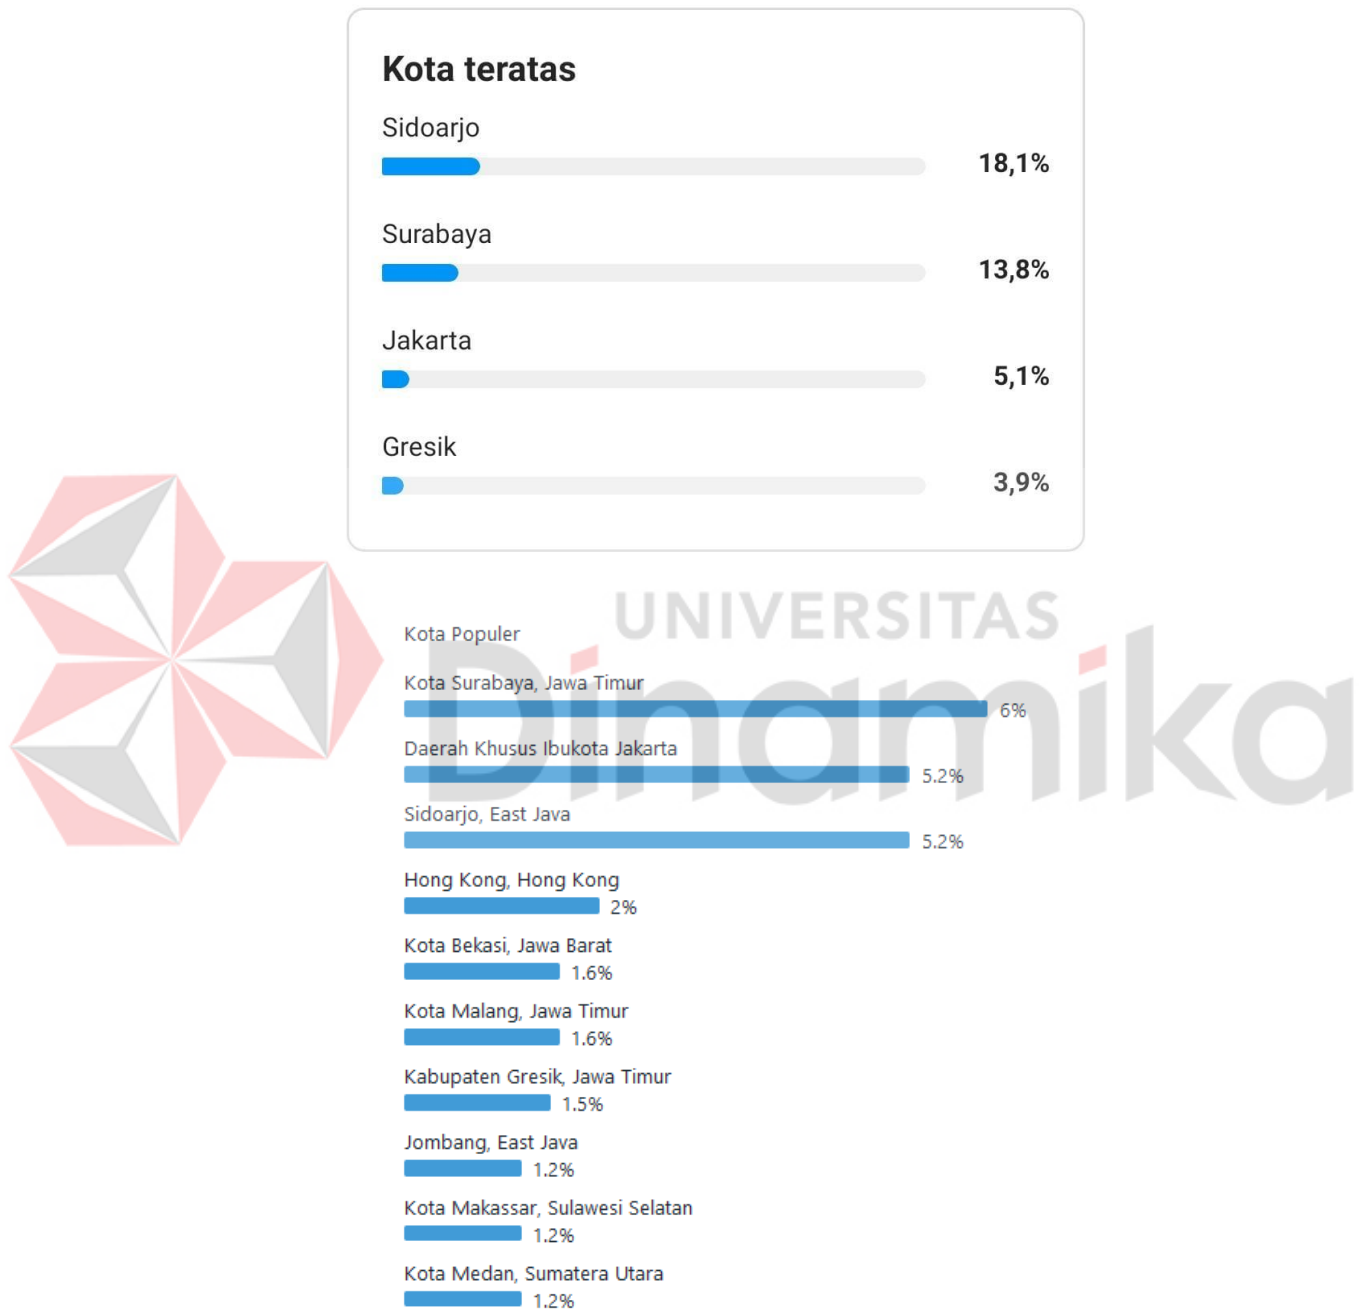 Kota teratas
Sidoarjo
18,1%
Surabaya
13,8%
Jakarta
5,1%
Gresik
3,9%
UNIVERSITAS
Dinamika
Kota Populer
Kota Surabaya, Jawa Timur
6%
Daerah Khusus Ibukota Jakarta
5.2%
Sidoarjo, East Java
5.2%
Hong Kong, Hong Kong
2%
Kota Bekasi, Jawa Barat
1.6%
Kota Malang, Jawa Timur
1.6%
Kabupaten Gresik, Jawa Timur
1.5%
Jombang, East Java
1.2%
Kota Makassar, Sulawesi Selatan
1.2%
Kota Medan, Sumatera Utara
1.2%